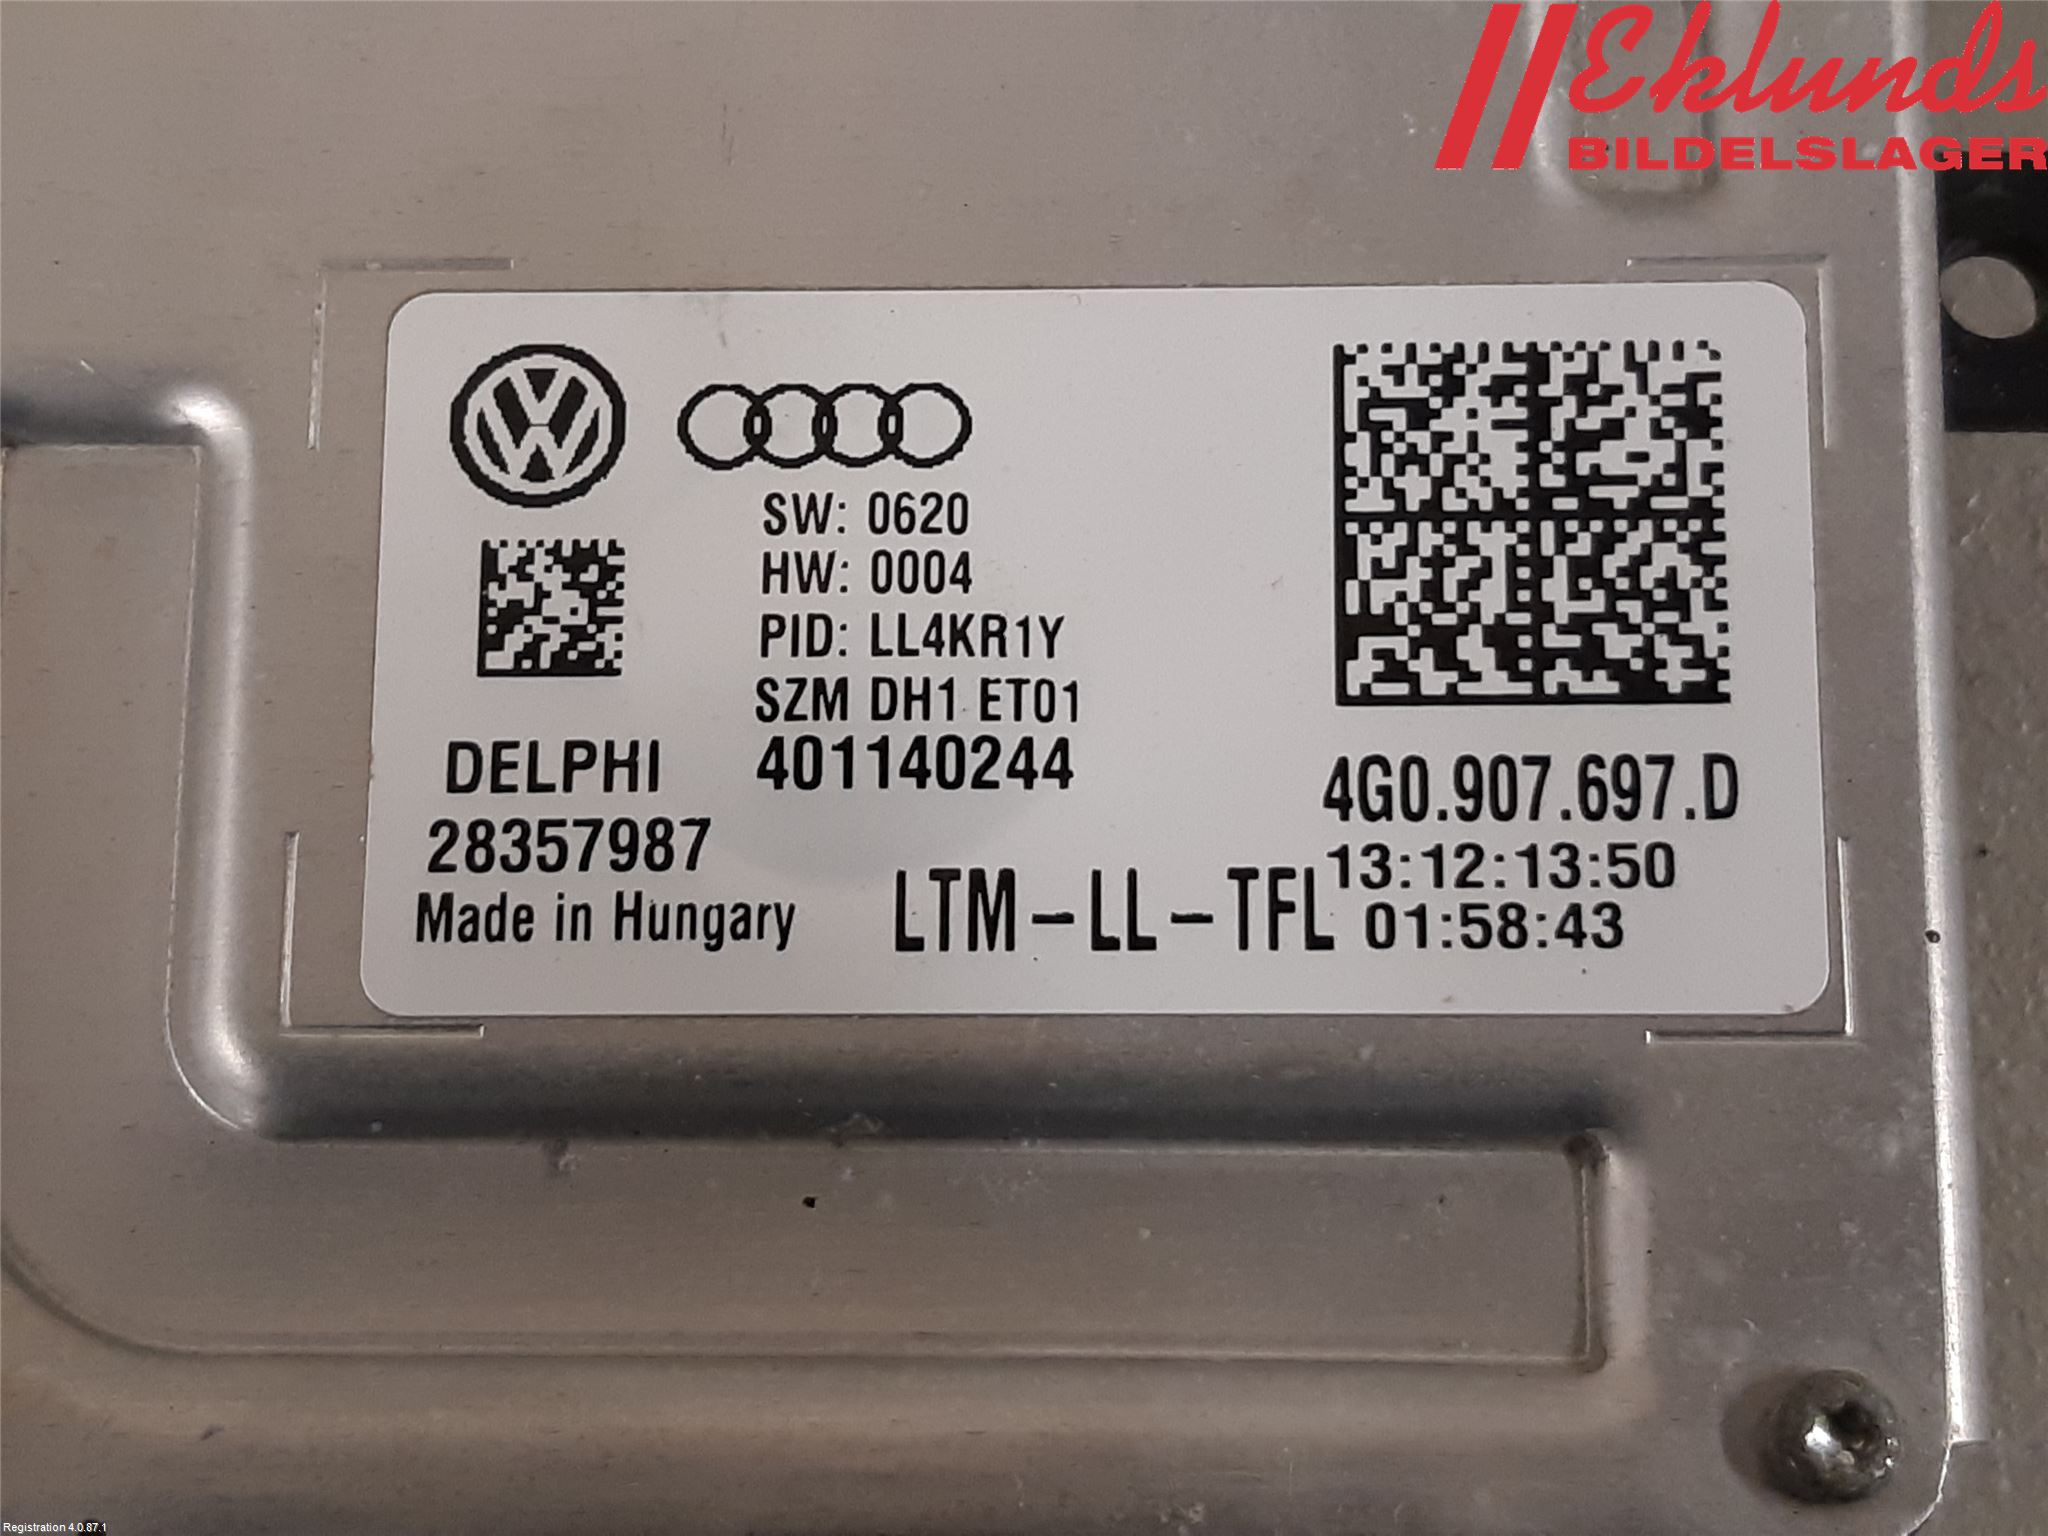 Eklunds
BILDELSLAGER
SW: 0620
HW: 0004
PID: LL4KR1Y
SZM DH1 ET01
DELPHI 401140244
28357987
Made in Hungary
LTM-LL-TFL
4G0.907.697.D
13:12:13:50
01:58:43
Registration 4.0.87.1